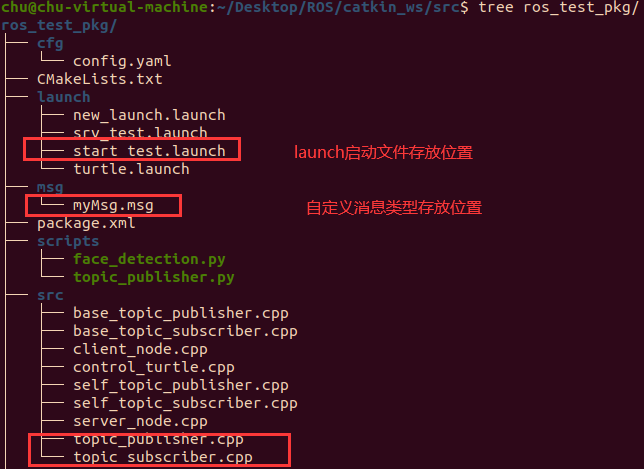 chu@chu-virtual-machine:~/Desktop/ROS/catkin_ws/src$ tree ros_test_pkg/
ros_test_pkg/
├── cfg
│   └── config.yaml
├── CMakeLists.txt
├── launch
│   ├── new_launch.launch
│   ├── srv_test.launch
│   ├── start_test.launch launch启动文件存放位置
│   └── turtle.launch
├── msg
│   └── myMsg.msg 自定义消息类型存放位置
├── package.xml
├── scripts
│   ├── face_detection.py
│   └── topic_publisher.py
├── src
│   ├── base_topic_publisher.cpp
│   ├── base_topic_subscriber.cpp
│   ├── client_node.cpp
│   ├── control_turtle.cpp
│   ├── self_topic_publisher.cpp
│   ├── self_topic_subscriber.cpp
│   ├── server_node.cpp
│   ├── topic_publisher.cpp
│   └── topic_subscriber.cpp